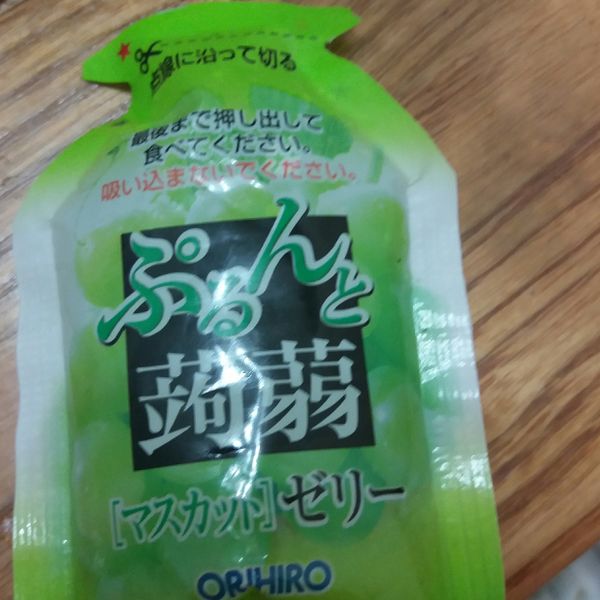 点線に沿って切る
最後まで押し出して
食べてください。
吸い込まないでください。
ぷるんと
蒟蒻
[マスカット]ゼリー
ORIHIRO